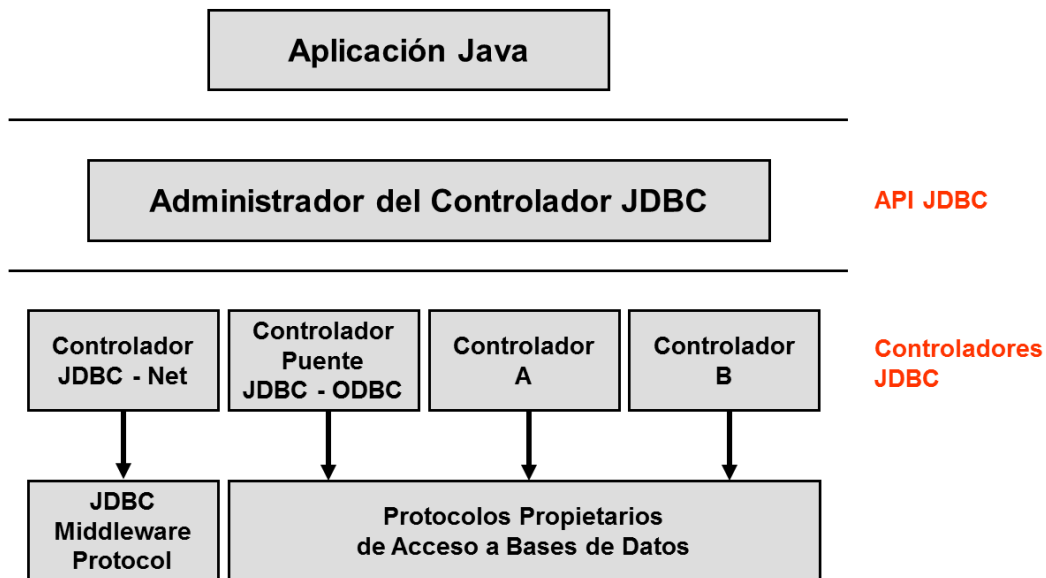 Aplicación Java
Administrador del Controlador JDBC
API JDBC
Controlador
JDBC - Net
Controlador
Puente
JDBC - ODBC
Controlador
A
Controlador
B
Controladores
JDBC
JDBC
Middleware
Protocol
Protocolos Propietarios
de Acceso a Bases de Datos